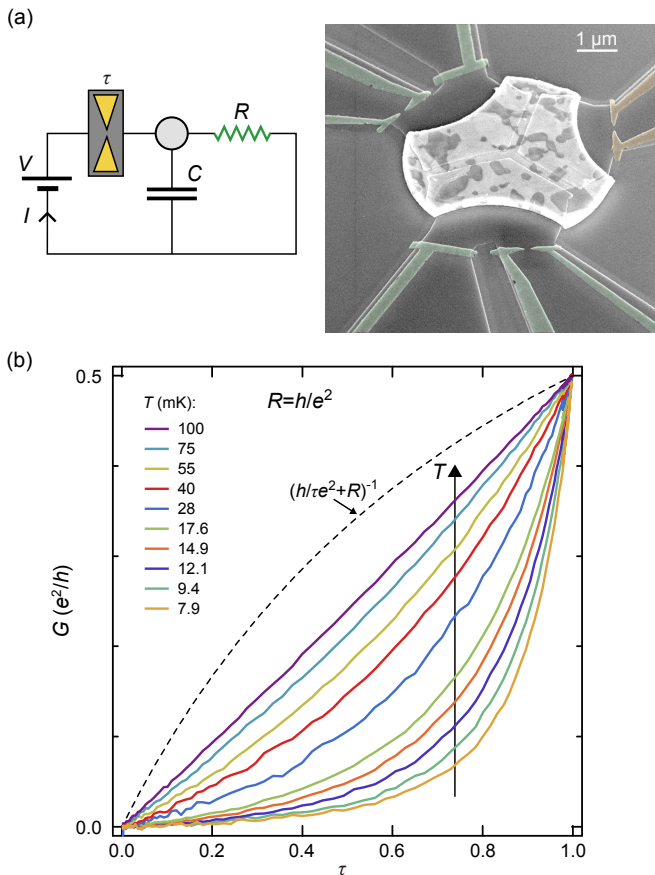 (a)
τ
R
V
C
I
1 μm
(b)
0.5
T (mK):
R=h/e²
100
75
55
40
28
17.6
14.9
12.1
9.4
7.9
(h/τe²+R)⁻¹
T
G (e²/h)
0.0
0.0 0.2 0.4 0.6 0.8 1.0
τ